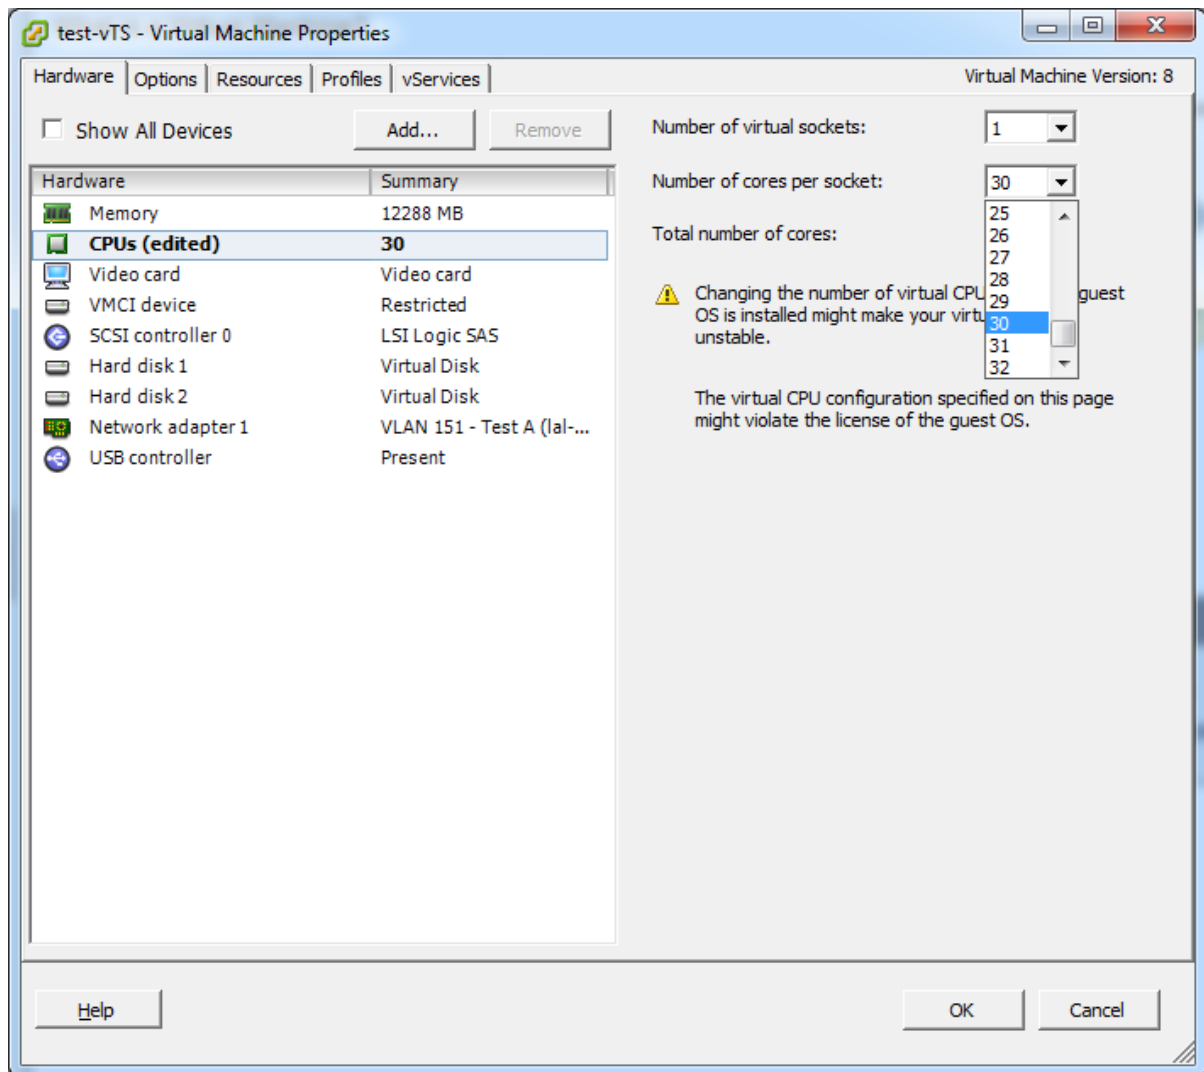 test-vTS - Virtual Machine Properties
Hardware Options Resources Profiles vServices Virtual Machine Version: 8
Show All Devices Add... Remove
Hardware Summary
Memory 12288 MB
CPUs (edited) 30
Video card Video card
VMCI device Restricted
SCSI controller 0 LSI Logic SAS
Hard disk 1 Virtual Disk
Hard disk 2 Virtual Disk
Network adapter 1 VLAN 151 - Test A (lal-...
USB controller Present
Number of virtual sockets: 1
Number of cores per socket: 30
Total number of cores:
25
26
27
28
29
30
31
32
Changing the number of virtual CPU guest
OS is installed might make your
unstable.
The virtual CPU configuration specified on this page
might violate the license of the guest OS.
Help OK Cancel